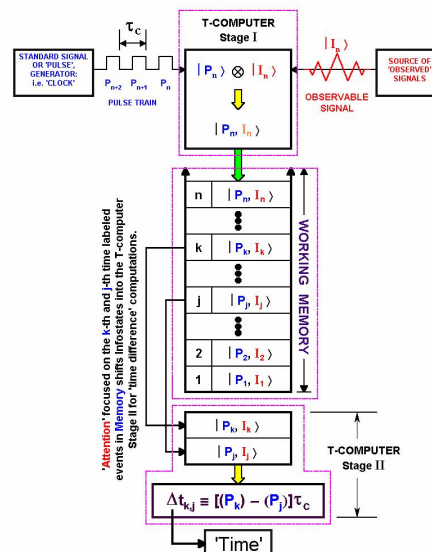 T-COMPUTER
Stage I
τC
| In ⟩
STANDARD SIGNAL
OR 'PULSE',
GENERATOR:
i.e. 'CLOCK'
Pn+2 Pn+1 Pn
PULSE TRAIN
| Pn ⟩ ⊗ | In ⟩
SOURCE OF
'OBSERVED'
SIGNALS
OBSERVABLE
SIGNAL
| Pn, In ⟩
n | Pn, In ⟩
k | Pk, Ik ⟩
j | Pj, Ij ⟩
2 | P2, I2 ⟩
1 | P1, I1 ⟩
WORKING MEMORY
'Attention' focused on the k-th and j-th time labeled
events in Memory shifts Infostates into the T-computer
Stage II for 'time difference' computations.
| Pk, Ik ⟩
| Pj, Ij ⟩
T-COMPUTER
Stage II
Δtk,j ≡ [(Pk) − (Pj)]τC
'Time'